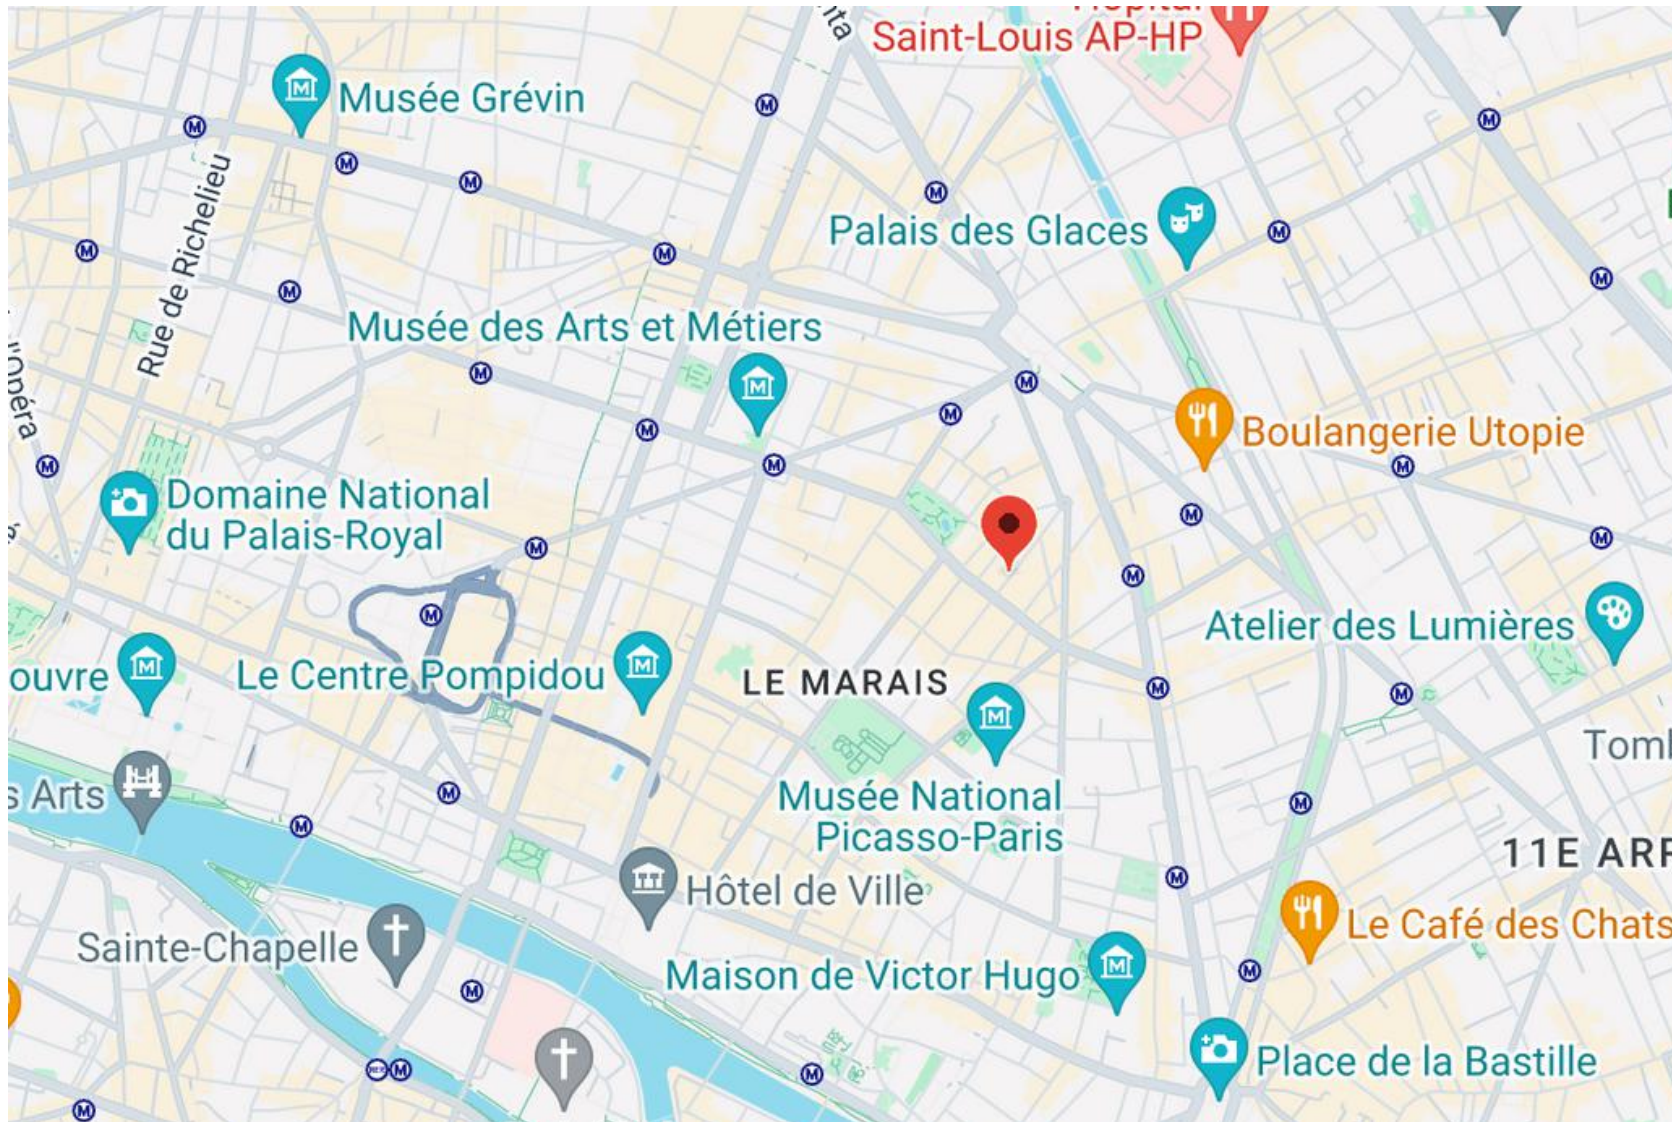 Hôpital
Saint-Louis AP-HP
Musée Grévin
Rue de Richelieu
Palais des Glaces
Musée des Arts et Métiers
l'Opéra
Boulangerie Utopie
Domaine National
du Palais-Royal
Atelier des Lumières
ouvre
Le Centre Pompidou
LE MARAIS
s Arts
Musée National
Picasso-Paris
11E ARR
Hôtel de Ville
Le Café des Chats
Sainte-Chapelle
Maison de Victor Hugo
Place de la Bastille